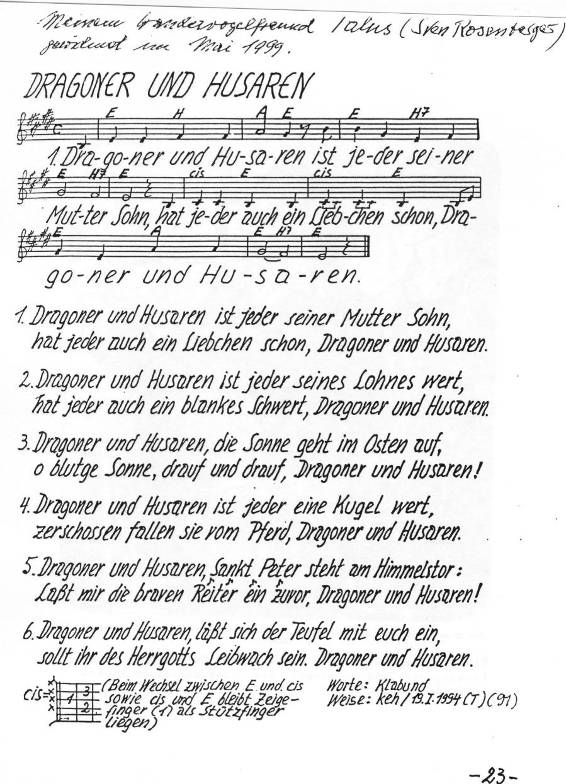 Meinem Wandervogelfreund Ialus (Sven Rosenberger)
gewidmet im Mai 1999.
DRAGONER UND HUSAREN
E H A E E H7
1. Dra-go-ner und Hu-sa-ren ist je-der sei-ner
E H7 E cis E cis E
Mut-ter Sohn, hat je-der auch ein Lieb-chen schon, Dra-
E A E H7 E
go-ner und Hu-sa-ren.
1. Dragoner und Husaren ist jeder seiner Mutter Sohn,
hat jeder auch ein Liebchen schon, Dragoner und Husaren.
2. Dragoner und Husaren ist jeder seines Lohnes wert,
hat jeder auch ein blankes Schwert, Dragoner und Husaren.
3. Dragoner und Husaren, die Sonne geht im Osten auf,
o blutge Sonne, drauf und drauf, Dragoner und Husaren!
4. Dragoner und Husaren ist jeder eine Kugel wert,
zerschossen fallen sie vom Pferd, Dragoner und Husaren.
5. Dragoner und Husaren, Sankt Peter steht am Himmelstor:
Laßt mir die braven Reiter ein zuvor, Dragoner und Husaren!
6. Dragoner und Husaren, läßt sich der Teufel mit euch ein,
sollt ihr des Herrgotts Leibwach sein. Dragoner und Husaren.
cis= 1 3 2 (Beim Wechsel zwischen E und cis
sowie cis und E bleibt Zeige-
finger (1) als Stützfinger
liegen)
Worte: Klabund
Weise: keh / 19.I.1994 (T) (91)
-23-